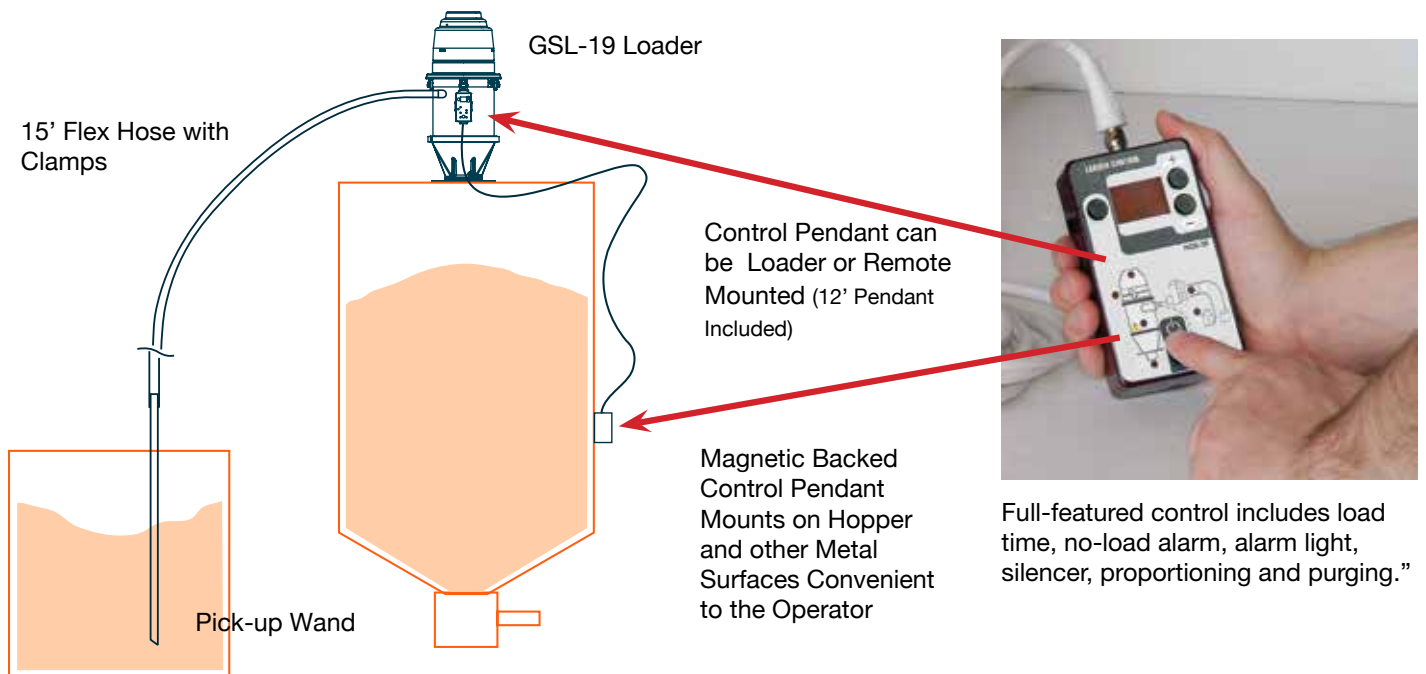 GSL-19 Loader
15’ Flex Hose with
Clamps
Control Pendant can
be Loader or Remote
Mounted (12’ Pendant
Included)
Magnetic Backed
Control Pendant
Mounts on Hopper
and other Metal
Surfaces Convenient
to the Operator
Pick-up Wand
LOADER CONTROL
+
-
Full-featured control includes load
time, no-load alarm, alarm light,
silencer, proportioning and purging.”